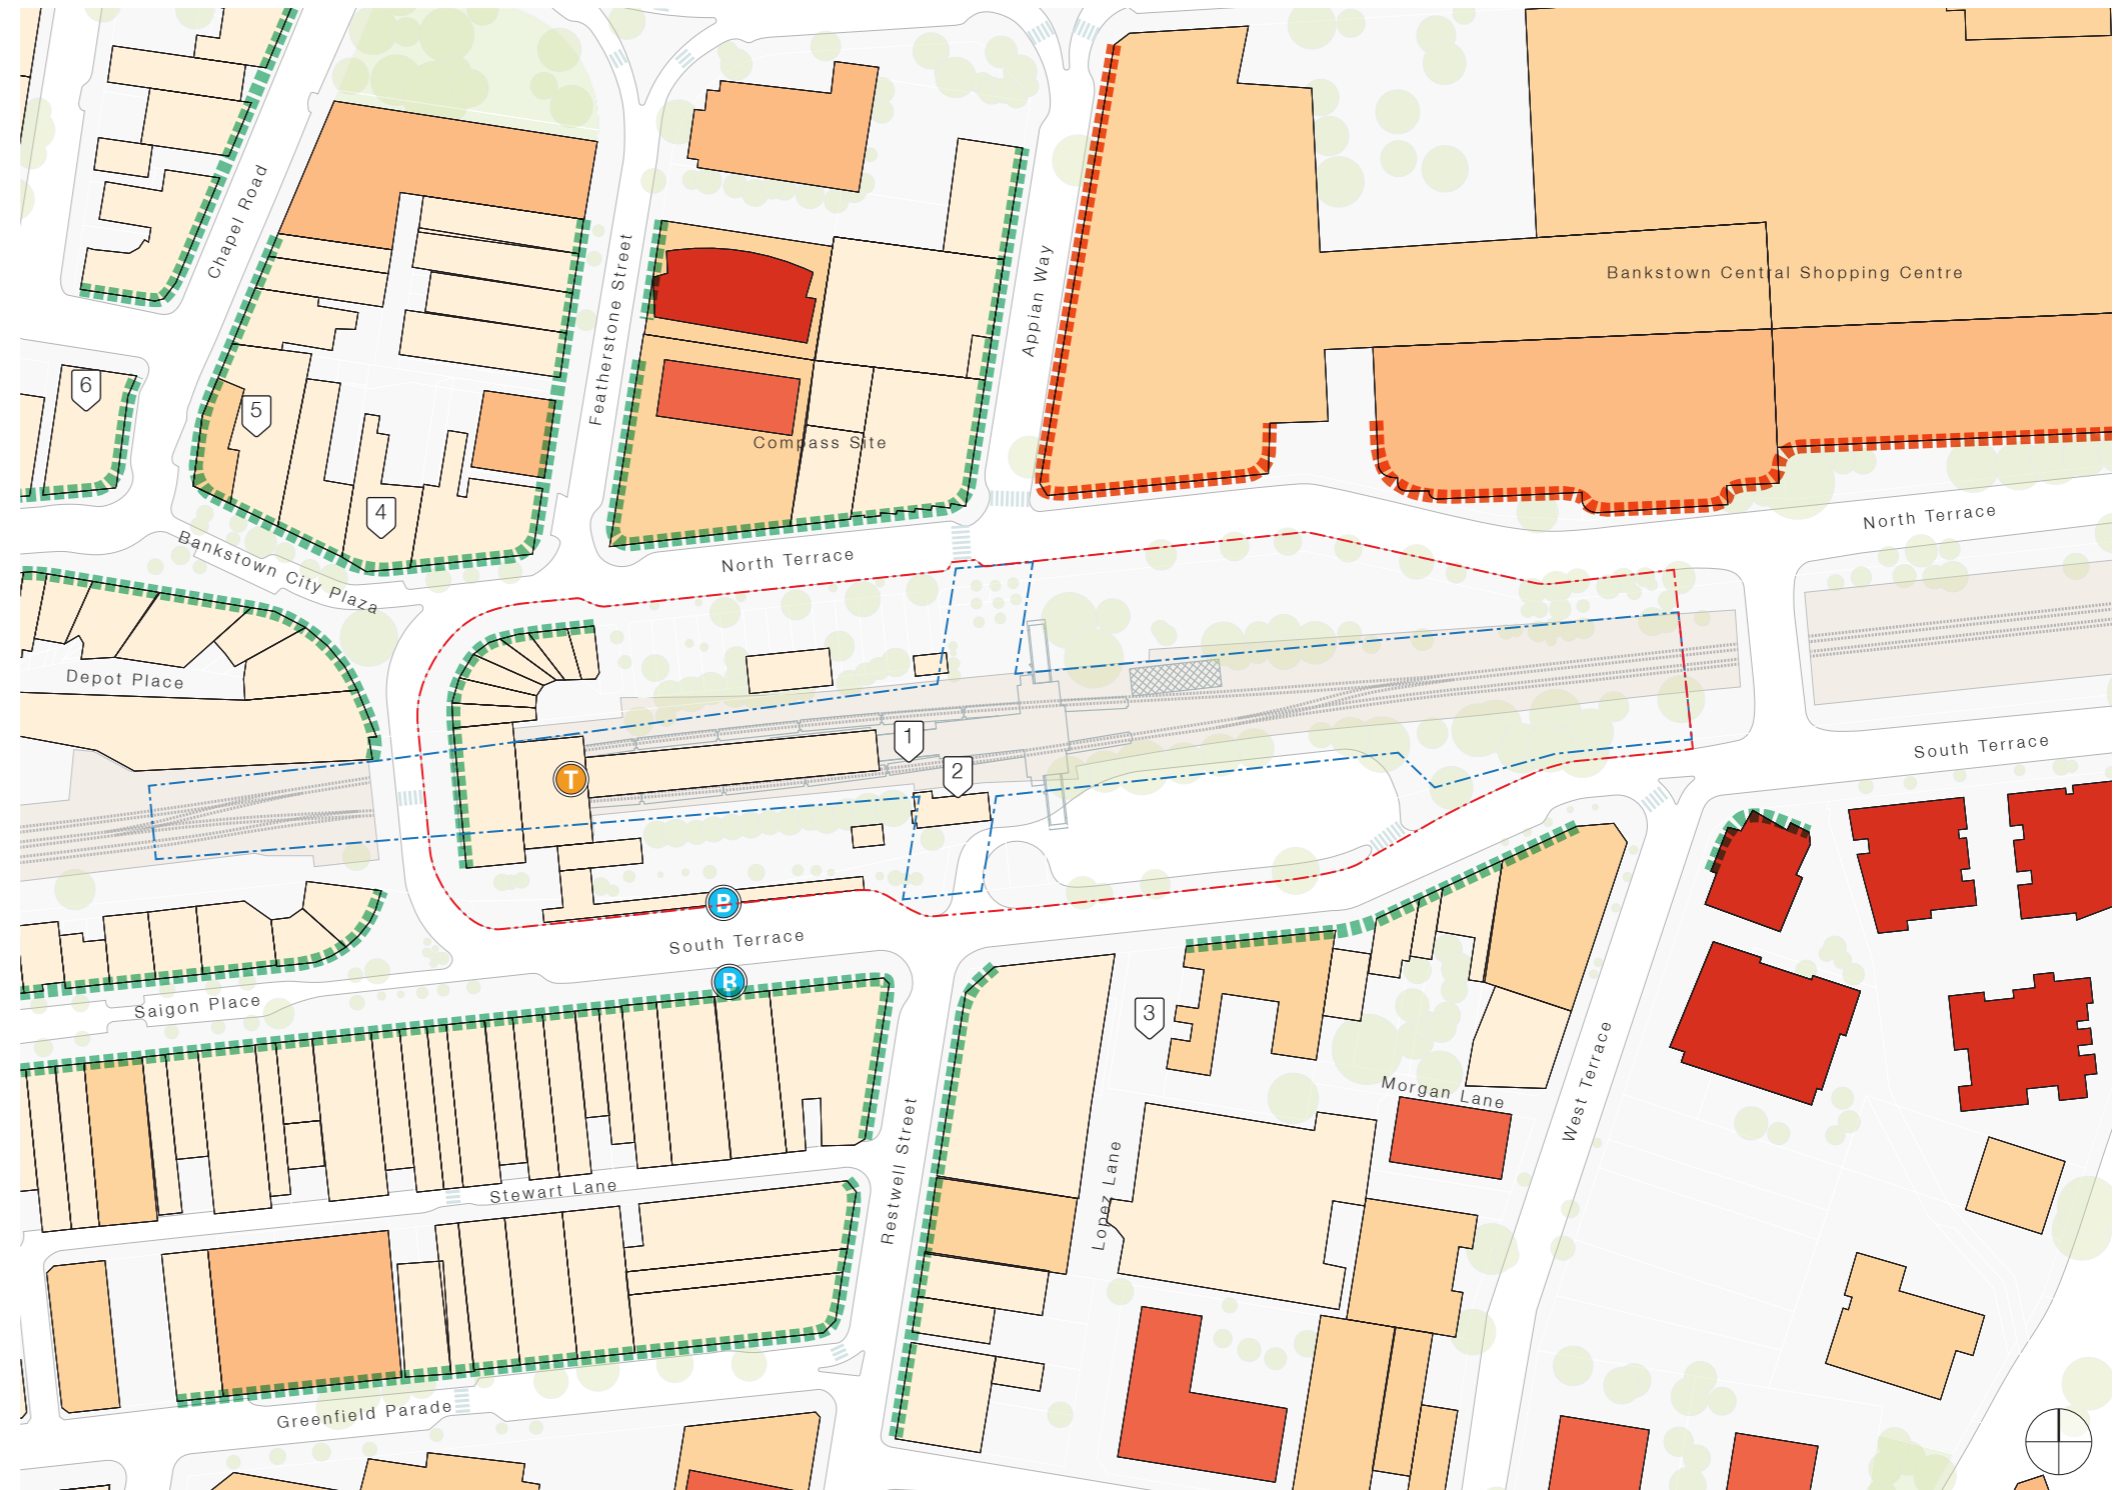 Chapel Road
Featherstone Street
Appian Way
Bankstown Central Shopping Centre
6
5
4
Compass Site
North Terrace
North Terrace
Bankstown City Plaza
Depot Place
T
1
2
B
South Terrace
South Terrace
B
Saigon Place
3
Morgan Lane
West Terrace
Stewart Lane
Restwell Street
Lopez Lane
Greenfield Parade